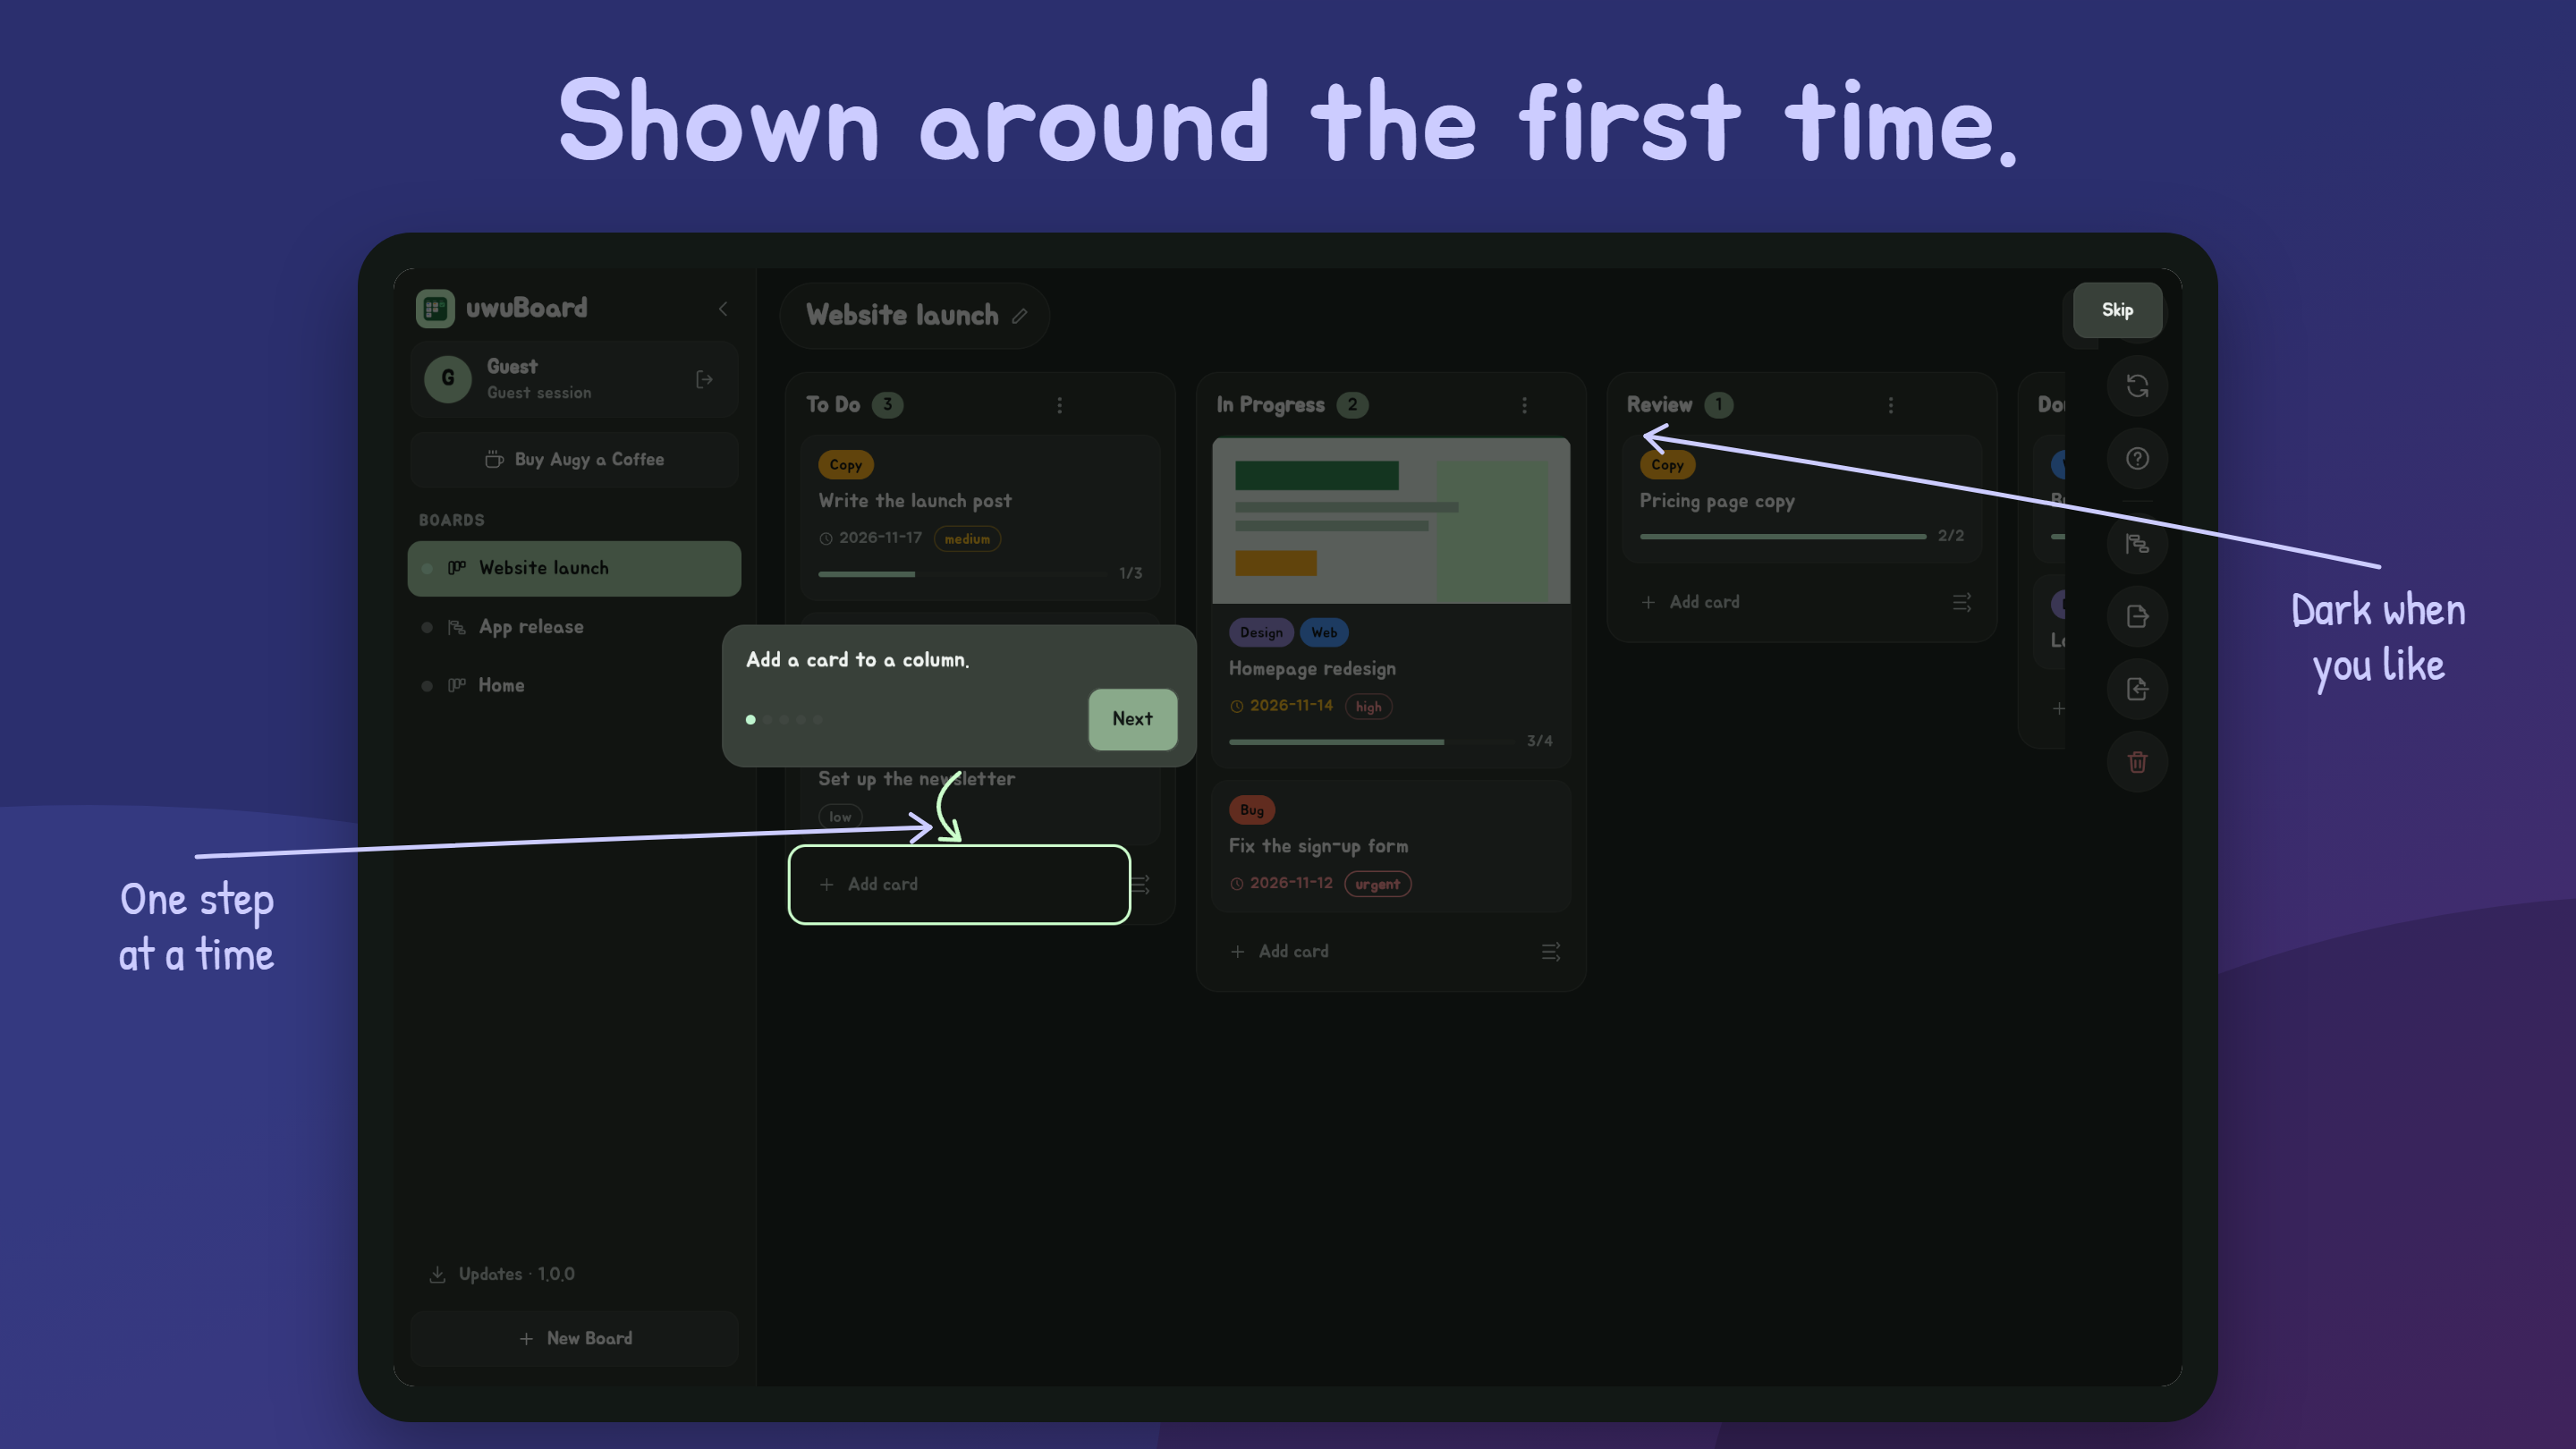 Shown around the first time.
uwuBoard
G
Guest
Guest session
Buy Augy a Coffee
BOARDS
Website launch
App release
Home
Updates · 1.0.0
+ New Board
Website launch
Skip
To Do 3
Copy
Write the launch post
2026-11-17 medium
1/3
Add a card to a column.
Next
Set up the newsletter
low
+ Add card
In Progress 2
Design Web
Homepage redesign
2026-11-14 high
3/4
Bug
Fix the sign-up form
2026-11-12 urgent
+ Add card
Review 1
Copy
Pricing page copy
2/2
+ Add card
One step
at a time
Dark when
you like